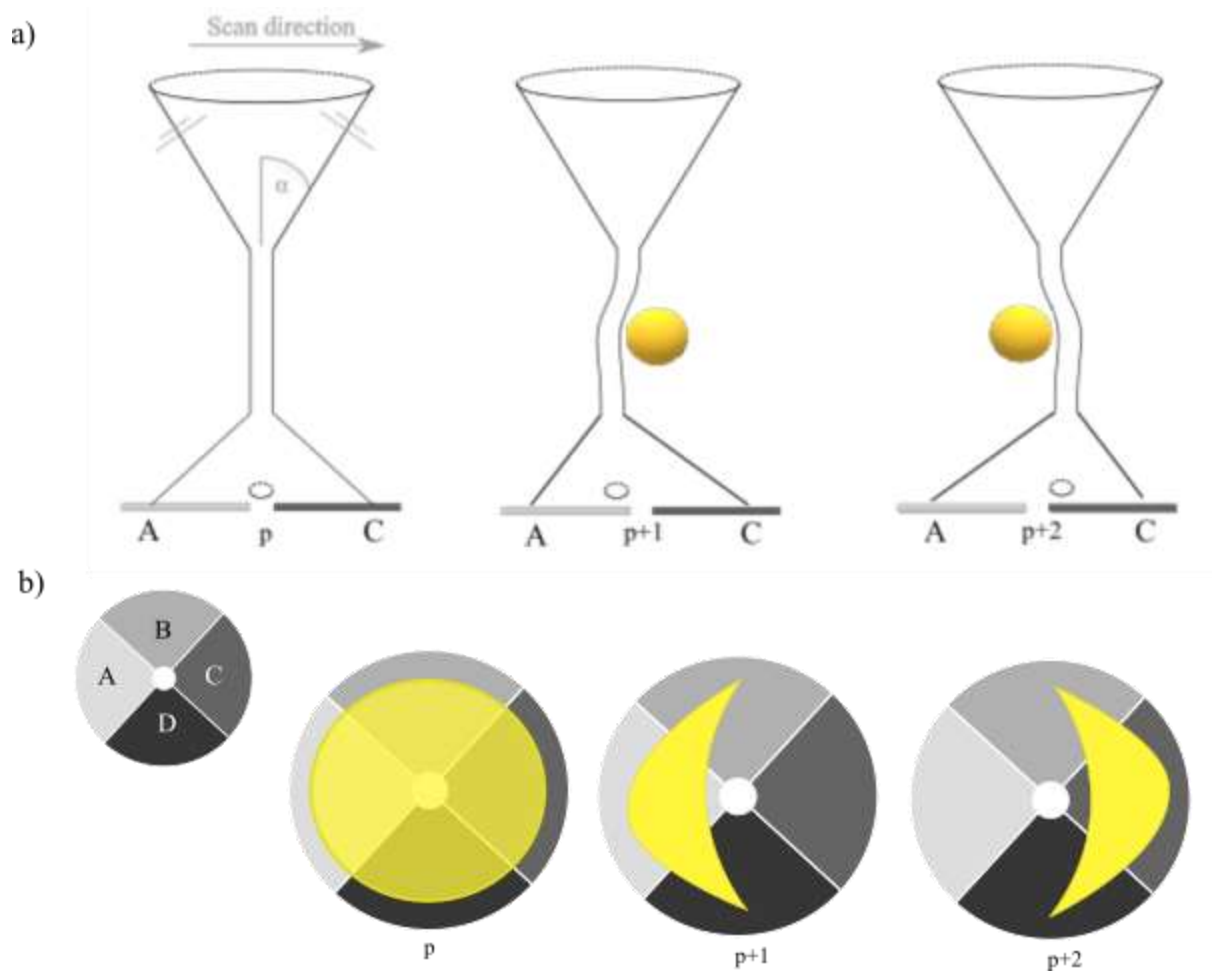 a)
Scan direction
α
A p C
A p+1 C
A p+2 C
b)
B
A C
D
p
p+1
p+2